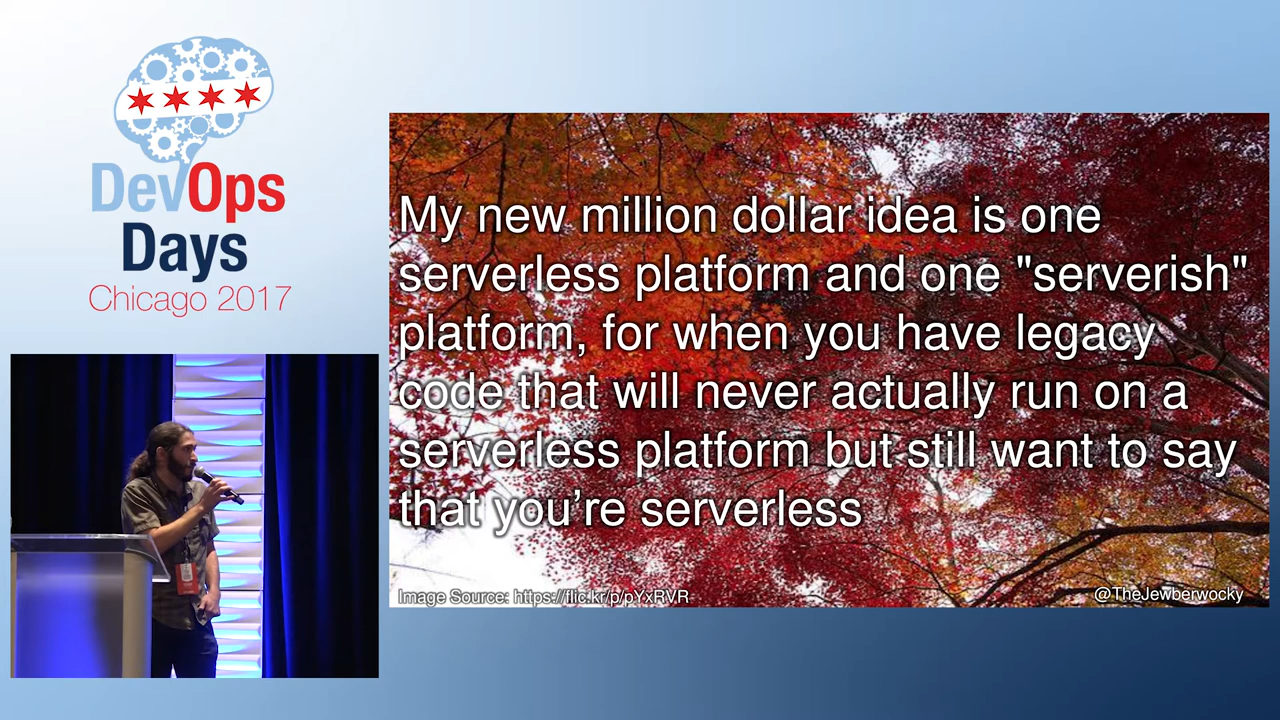 DevOps
Days
Chicago 2017
My new million dollar idea is one
serverless platform and one "serverish"
platform, for when you have legacy
code that will never actually run on a
serverless platform but still want to say
that you’re serverless
Image Source: https://flic.kr/p/pYxRVR
@TheJewberwocky